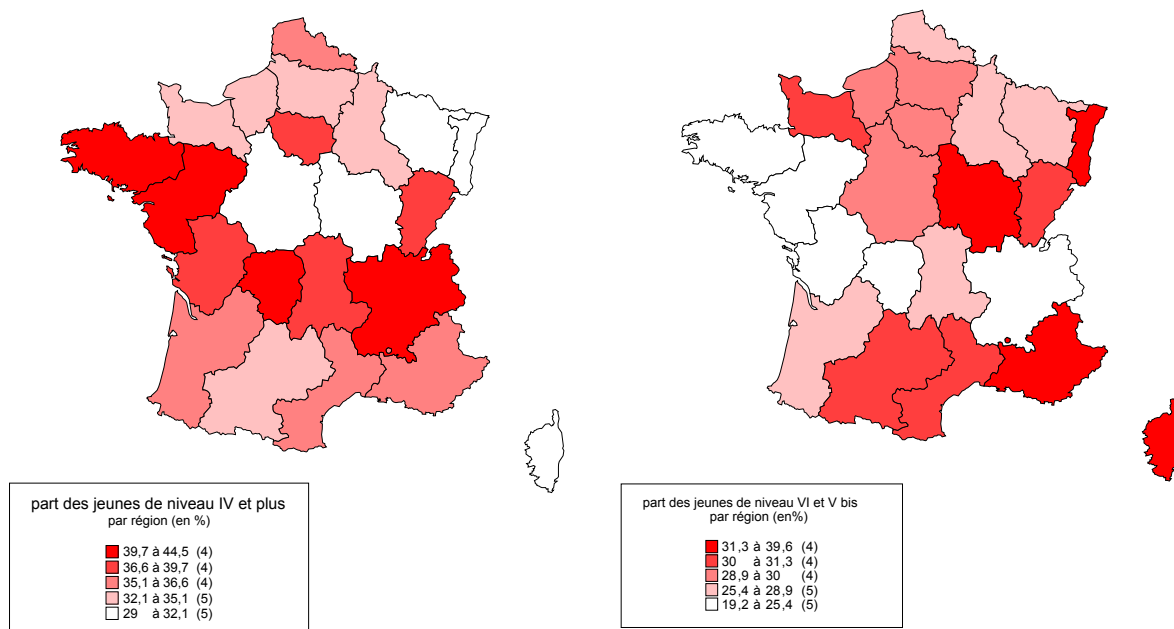 part des jeunes de niveau IV et plus
par région (en %)
39,7 à 44,5 (4)
36,6 à 39,7 (4)
35,1 à 36,6 (4)
32,1 à 35,1 (5)
29 à 32,1 (5)
part des jeunes de niveau VI et V bis
par région (en%)
31,3 à 39,6 (4)
30 à 31,3 (4)
28,9 à 30 (4)
25,4 à 28,9 (5)
19,2 à 25,4 (5)